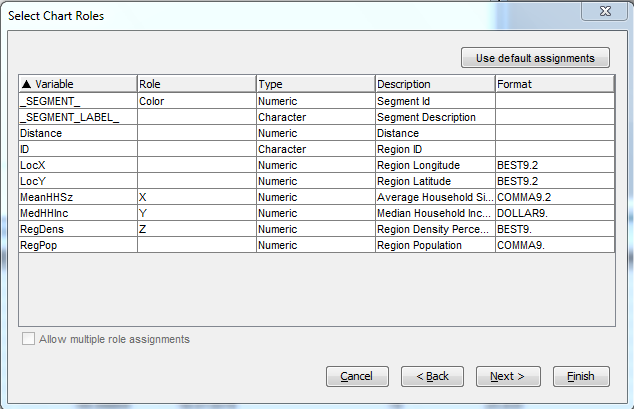 Select Chart Roles
Use default assignments
▲ Variable Role Type Description Format
_SEGMENT_ Color Numeric Segment Id
_SEGMENT_LABEL_ Character Segment Description
Distance Numeric Distance
ID Character Region ID
LocX Numeric Region Longitude BEST9.2
LocY Numeric Region Latitude BEST9.2
MeanHHSz X Numeric Average Household Si... COMMA9.2
MedHHInc Y Numeric Median Household Inc... DOLLAR9.
RegDens Z Numeric Region Density Perce... BEST9.
RegPop Numeric Region Population COMMA9.
Allow multiple role assignments
Cancel < Back Next > Finish